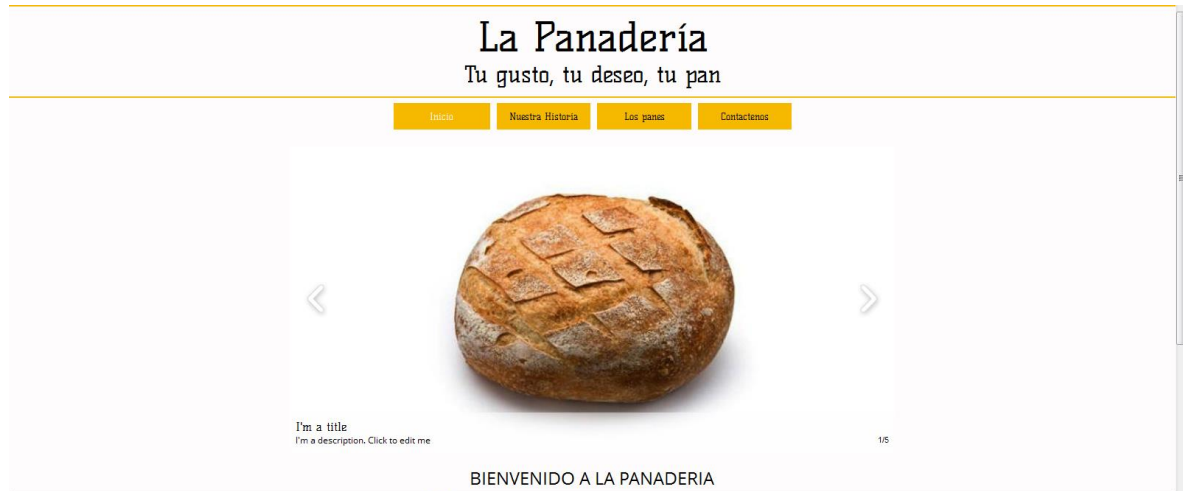 La Panadería
Tu gusto, tu deseo, tu pan
Inicio Nuestra Historia Los panes Contactenos
I'm a title
I'm a description. Click to edit me 1/5
BIENVENIDO A LA PANADERIA